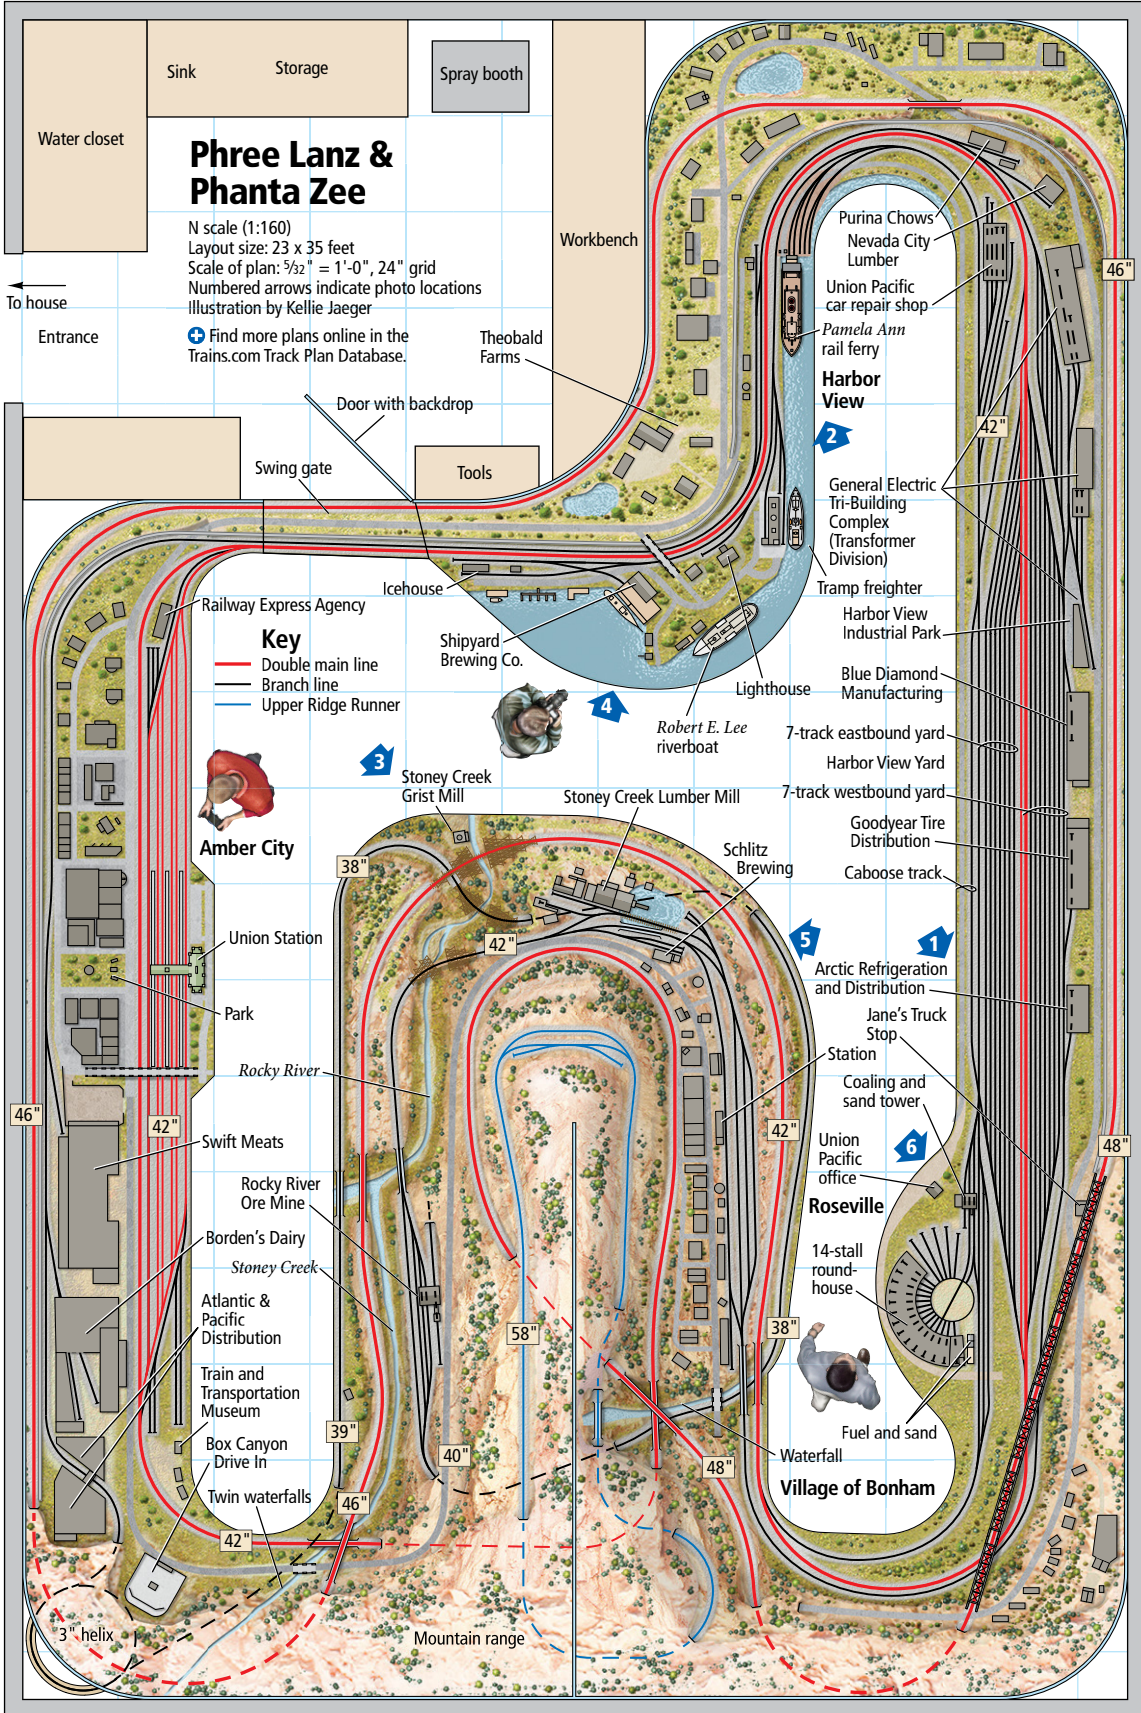 Sink
Storage
Spray booth
Water closet
Phree Lanz &
Phanta Zee
N scale (1:160)
Layout size: 23 x 35 feet
Scale of plan: 5/32" = 1'-0", 24" grid
Numbered arrows indicate photo locations
Illustration by Kellie Jaeger
Find more plans online in the
Trains.com Track Plan Database.
Workbench
To house
Entrance
Theobald
Farms
Door with backdrop
Tools
Swing gate
Purina Chows
Nevada City
Lumber
Union Pacific
car repair shop
Pamela Ann
rail ferry
Harbor
View
46"
42"
2
General Electric
Tri-Building
Complex
(Transformer
Division)
Tramp freighter
Icehouse
Railway Express Agency
Key
Double main line
Branch line
Upper Ridge Runner
Shipyard
Brewing Co.
Lighthouse
Robert E. Lee
riverboat
4
Harbor View
Industrial Park
Blue Diamond
Manufacturing
7-track eastbound yard
Harbor View Yard
7-track westbound yard
Goodyear Tire
Distribution
Caboose track
3
Stoney Creek
Grist Mill
Stoney Creek Lumber Mill
Schlitz
Brewing
Amber City
38"
42"
5
1
Union Station
Park
Arctic Refrigeration
and Distribution
Jane's Truck
Stop
Station
Coaling and
sand tower
Rocky River
46"
42"
42"
48"
6
Union
Pacific
office
Swift Meats
Rocky River
Ore Mine
Roseville
Borden's Dairy
Stoney Creek
14-stall
round-
house
Atlantic &
Pacific
Distribution
58"
38"
Train and
Transportation
Museum
39"
Fuel and sand
Box Canyon
Drive In
40"
Waterfall
48"
Village of Bonham
Twin waterfalls
46"
42"
3" helix
Mountain range